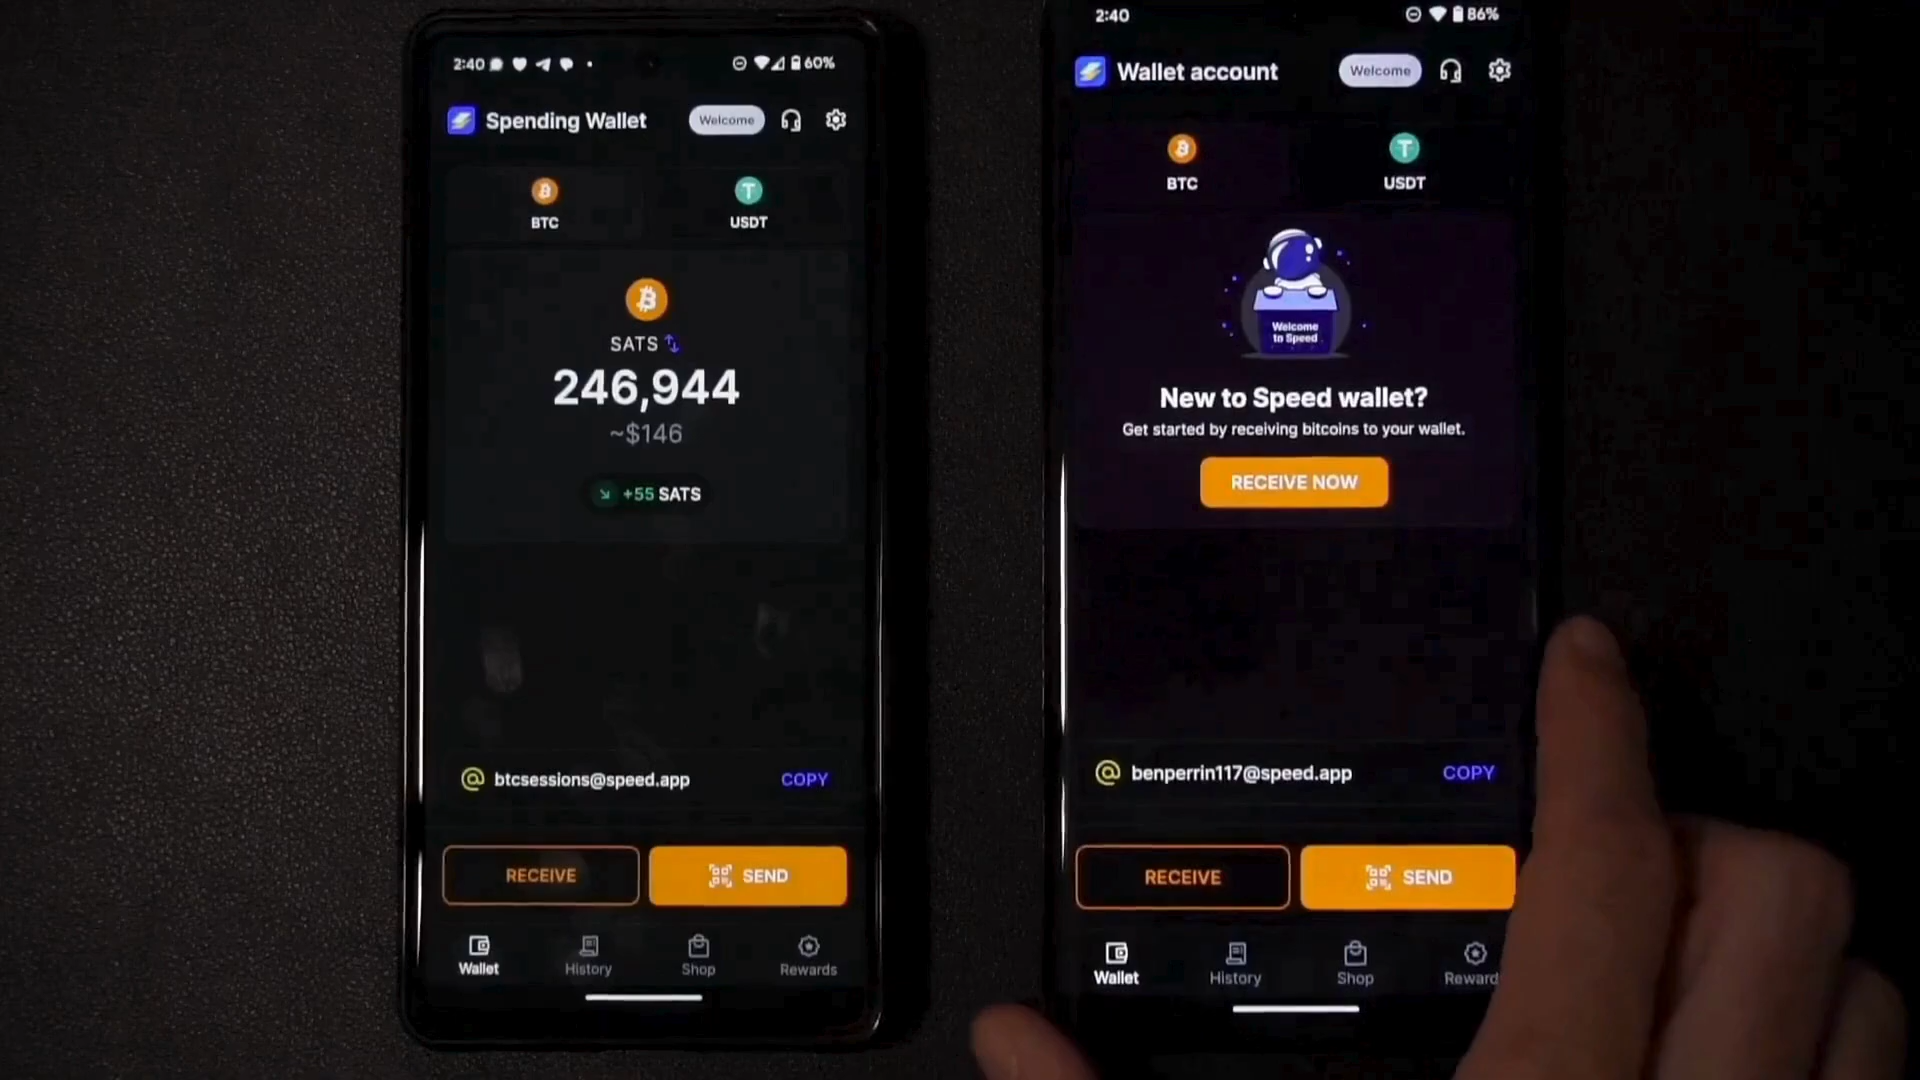 2:40
60%
Spending Wallet
Welcome
BTC
USDT
SATS
246,944
~$146
+55 SATS
btcsessions@speed.app
COPY
RECEIVE
SEND
Wallet
History
Shop
Rewards
2:40
86%
Wallet account
Welcome
BTC
USDT
Welcome
to Speed
New to Speed wallet?
Get started by receiving bitcoins to your wallet.
RECEIVE NOW
benperrin117@speed.app
COPY
RECEIVE
SEND
Wallet
History
Shop
Reward